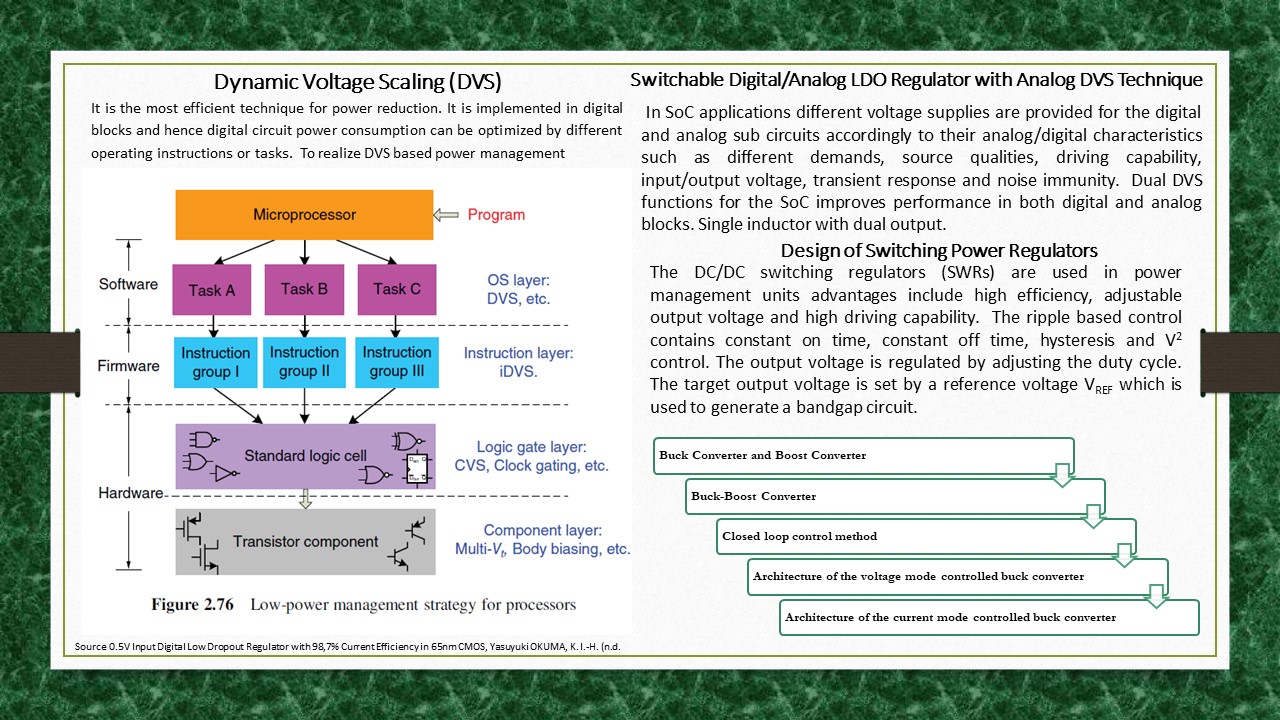 Dynamic Voltage Scaling (DVS)
It is the most efficient technique for power reduction. It is implemented in digital
blocks and hence digital circuit power consumption can be optimized by different
operating instructions or tasks. To realize DVS based power management
Microprocessor
Program
Software
Task A
Task B
Task C
OS layer:
DVS, etc.
Firmware
Instruction
group I
Instruction
group II
Instruction
group III
Instruction layer:
iDVS.
Hardware
Standard logic cell
Logic gate layer:
CVS, Clock gating, etc.
Transistor component
Component layer:
Multi-Vt, Body biasing, etc.
Figure 2.76 Low-power management strategy for processors
Source 0.5V Input Digital Low Dropout Regulator with 98,7% Current Efficiency in 65nm CMOS, Yasuyuki OKUMA, K. I.-H. (n.d.
Switchable Digital/Analog LDO Regulator with Analog DVS Technique
In SoC applications different voltage supplies are provided for the digital
and analog sub circuits accordingly to their analog/digital characteristics
such as different demands, source qualities, driving capability,
input/output voltage, transient response and noise immunity. Dual DVS
functions for the SoC improves performance in both digital and analog
blocks. Single inductor with dual output.
Design of Switching Power Regulators
The DC/DC switching regulators (SWRs) are used in power
management units advantages include high efficiency, adjustable
output voltage and high driving capability. The ripple based control
contains constant on time, constant off time, hysteresis and V²
control. The output voltage is regulated by adjusting the duty cycle.
The target output voltage is set by a reference voltage VREF which is
used to generate a bandgap circuit.
Buck Converter and Boost Converter
Buck-Boost Converter
Closed loop control method
Architecture of the voltage mode controlled buck converter
Architecture of the current mode controlled buck converter